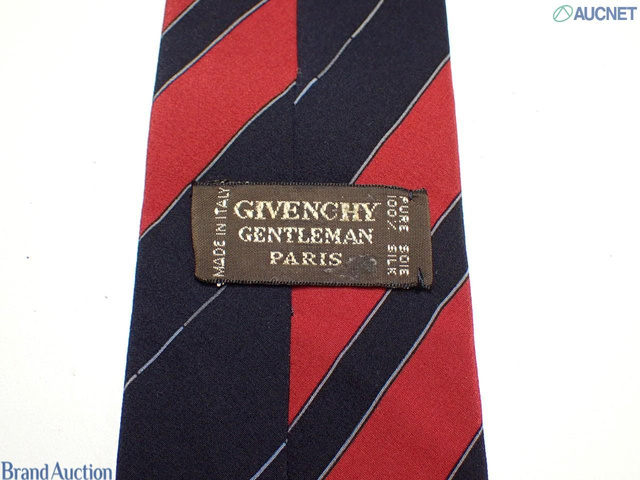 AUCNET
MADE IN ITALY
GIVENCHY
GENTLEMAN
PARIS
PURE SOIE
100% SILK
Brand Auction